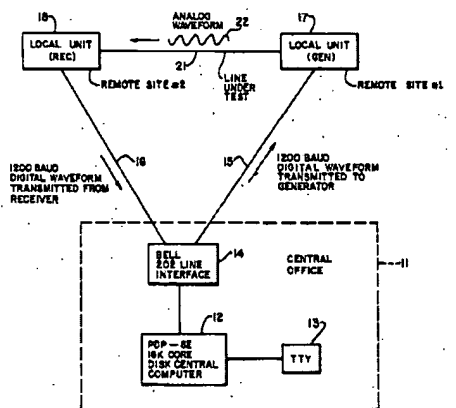 ANALOG
WAVEFORM
22
18
17
LOCAL UNIT
(REC)
LOCAL UNIT
(GEN)
REMOTE SITE #2
21
LINE
UNDER
TEST
REMOTE SITE #1
1200 BAUD
DIGITAL WAVEFORM
TRANSMITTED FROM
RECEIVER
16
15
1200 BAUD
DIGITAL WAVEFORM
TRANSMITTED TO
GENERATOR
BELL
202 LINE
INTERFACE
14
CENTRAL
OFFICE
11
12
PDP-8E
16K CORE
DISK CENTRAL
COMPUTER
13
TTY